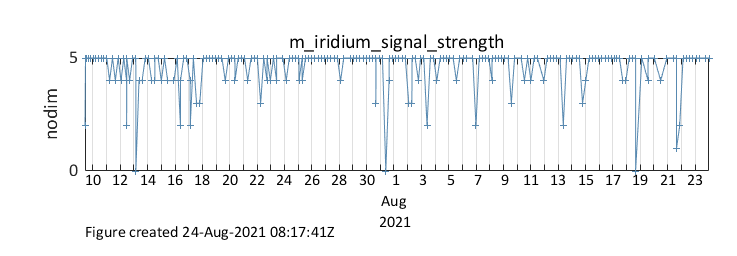 m_iridium_signal_strength
5
nodim
0
10 12 14 16 18 20 22 24 26 28 30 1 3 5 7 9 11 13 15 17 19 21 23
Aug
2021
Figure created 24-Aug-2021 08:17:41Z